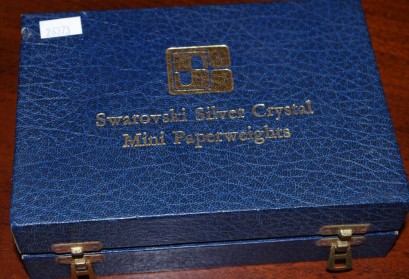 Swarovski Silver Crystal
Mini Paperweights